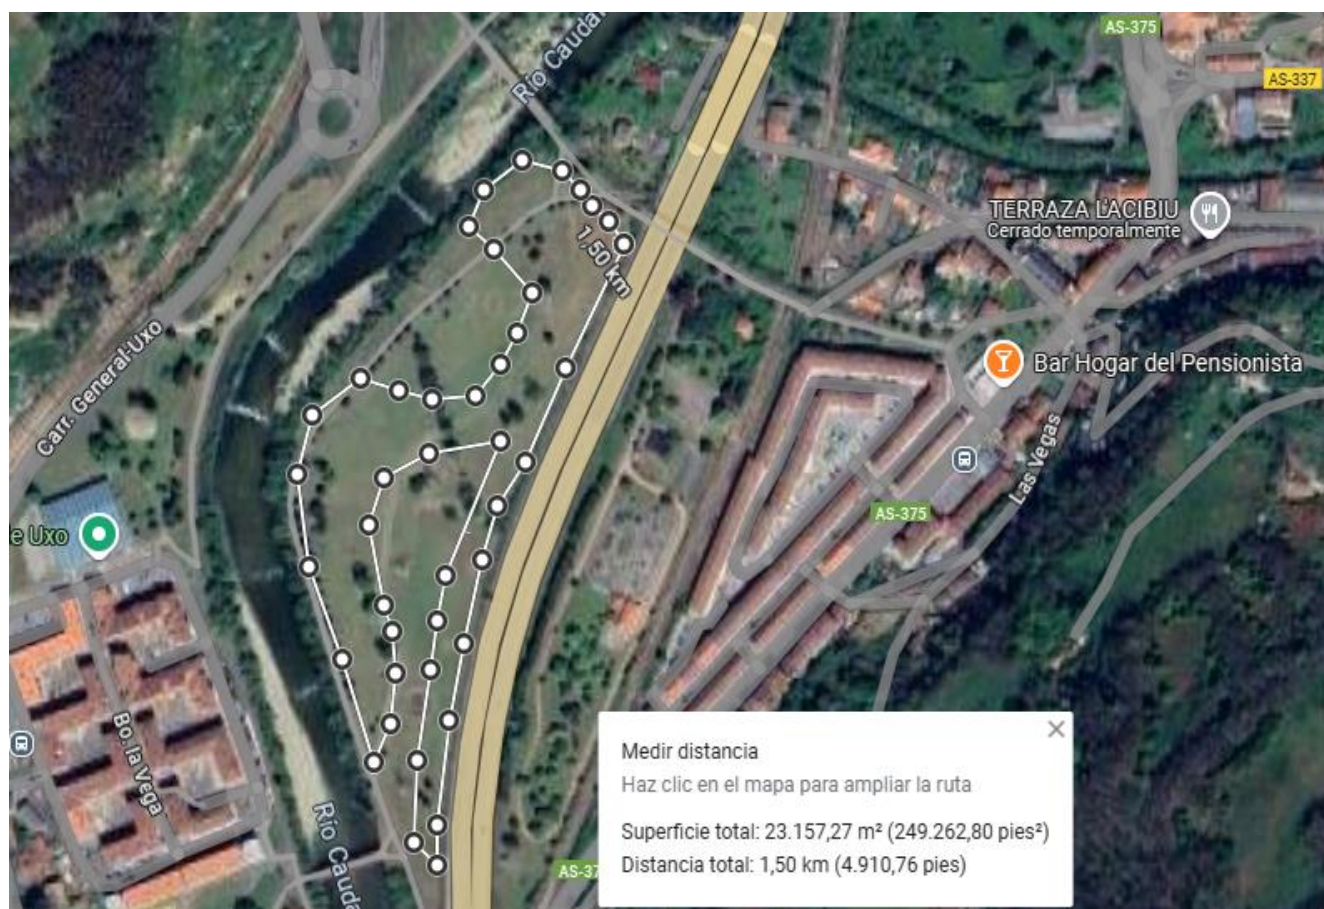 AS-375
Río Caudal
AS-337
TERRAZA L'ACIBIU
Cerrado temporalmente
1,50 km
Carr. General-Uxo
Bar Hogar del Pensionista
Las Vegas
AS-375
e Uxo
Bo. la Vega
Río Cauda
AS-37
Medir distancia
Haz clic en el mapa para ampliar la ruta
Superficie total: 23.157,27 m² (249.262,80 pies²)
Distancia total: 1,50 km (4.910,76 pies)